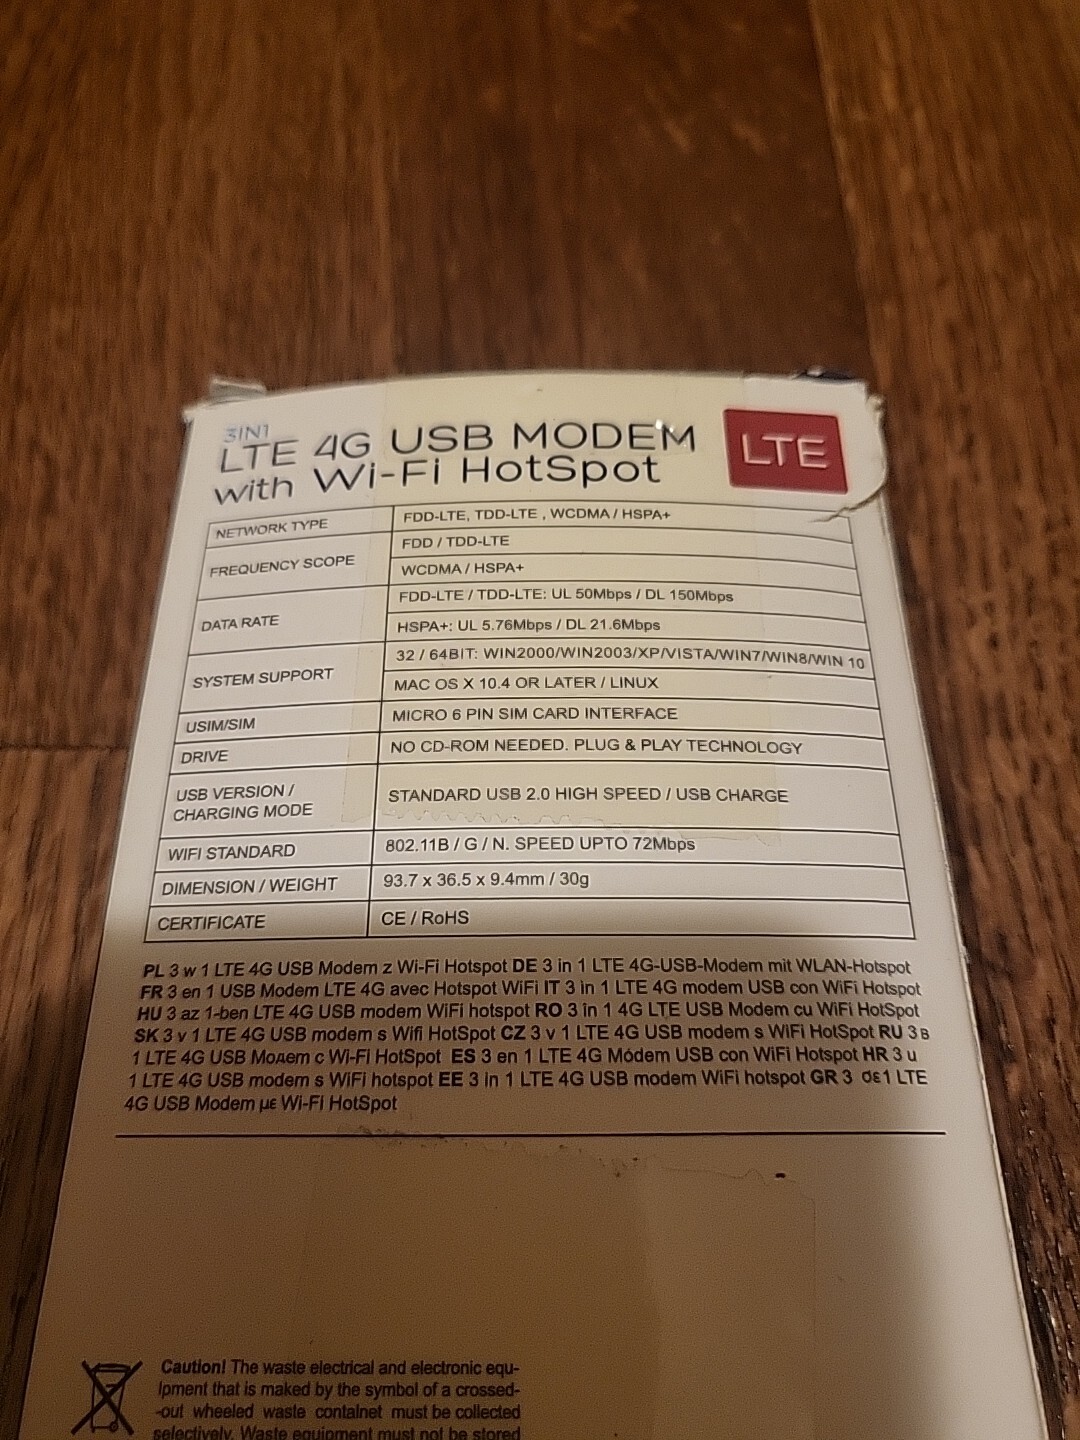 3IN1
LTE 4G USB MODEM
with Wi-Fi HotSpot
LTE
NETWORK TYPE
FDD-LTE, TDD-LTE , WCDMA / HSPA+
FREQUENCY SCOPE
FDD / TDD-LTE
WCDMA / HSPA+
DATA RATE
FDD-LTE / TDD-LTE: UL 50Mbps / DL 150Mbps
HSPA+: UL 5.76Mbps / DL 21.6Mbps
SYSTEM SUPPORT
32 / 64BIT: WIN2000/WIN2003/XP/VISTA/WIN7/WIN8/WIN 10
MAC OS X 10.4 OR LATER / LINUX
USIM/SIM
MICRO 6 PIN SIM CARD INTERFACE
DRIVE
NO CD-ROM NEEDED. PLUG & PLAY TECHNOLOGY
USB VERSION /
CHARGING MODE
STANDARD USB 2.0 HIGH SPEED / USB CHARGE
WIFI STANDARD
802.11B / G / N. SPEED UPTO 72Mbps
DIMENSION / WEIGHT
93.7 x 36.5 x 9.4mm / 30g
CERTIFICATE
CE / RoHS
PL 3 w 1 LTE 4G USB Modem z Wi-Fi Hotspot DE 3 in 1 LTE 4G-USB-Modem mit WLAN-Hotspot
FR 3 en 1 USB Modem LTE 4G avec Hotspot WiFi IT 3 in 1 LTE 4G modem USB con WiFi Hotspot
HU 3 az 1-ben LTE 4G USB modem WiFi hotspot RO 3 în 1 4G LTE USB Modem cu WiFi HotSpot
SK 3 v 1 LTE 4G USB modem s Wifi HotSpot CZ 3 v 1 LTE 4G USB modem s WiFi HotSpot RU 3 в
1 LTE 4G USB Модем с Wi-Fi HotSpot ES 3 en 1 LTE 4G Módem USB con WiFi Hotspot HR 3 u
1 LTE 4G USB modem s WiFi hotspot EE 3 in 1 LTE 4G USB modem WiFi hotspot GR 3 σε1 LTE
4G USB Modem με Wi-Fi HotSpot
Caution! The waste electrical and electronic equ-
ipment that is maked by the symbol of a crossed-
-out wheeled waste containet must be collected
selectively. Waste equipment must not be stored